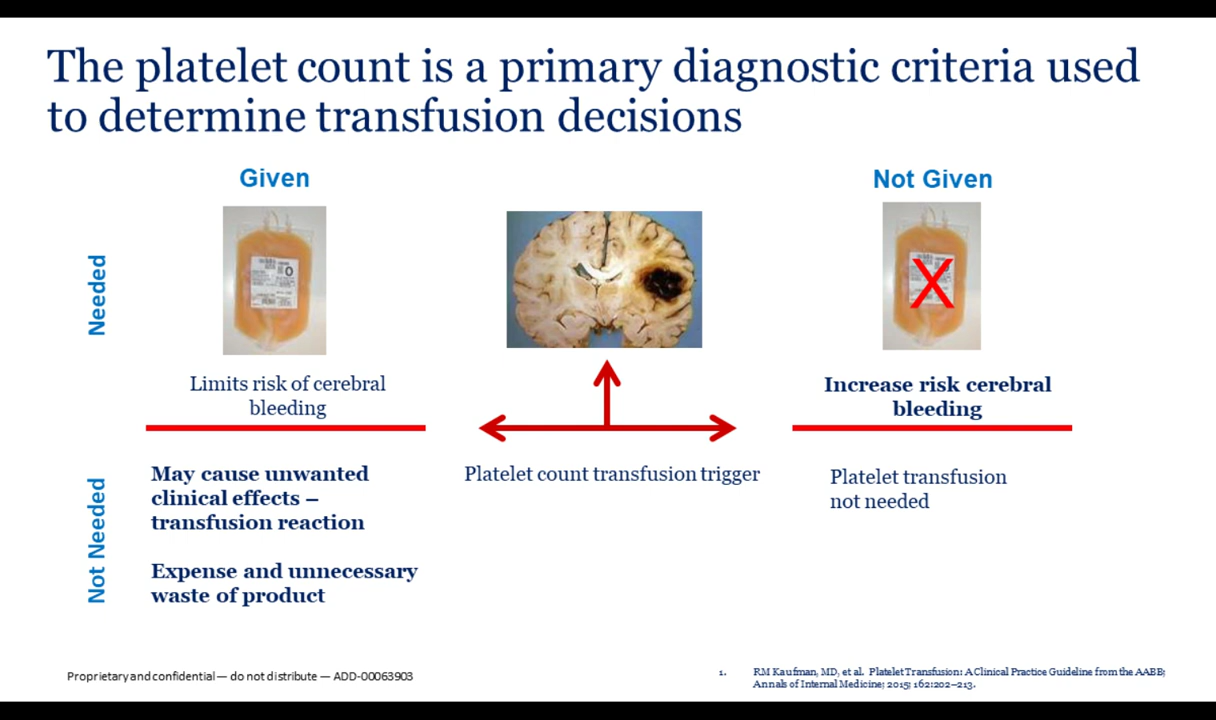 The platelet count is a primary diagnostic criteria used
to determine transfusion decisions
Given
Not Given
Needed
O
X
Limits risk of cerebral
bleeding
Increase risk cerebral
bleeding
Not Needed
May cause unwanted
clinical effects –
transfusion reaction
Expense and unnecessary
waste of product
Platelet count transfusion trigger
Platelet transfusion
not needed
Proprietary and confidential — do not distribute — ADD-00063903
1. RM Kaufman, MD, et al. Platelet Transfusion: A Clinical Practice Guideline from the AABB;
Annals of Internal Medicine; 2015; 162:202–213.